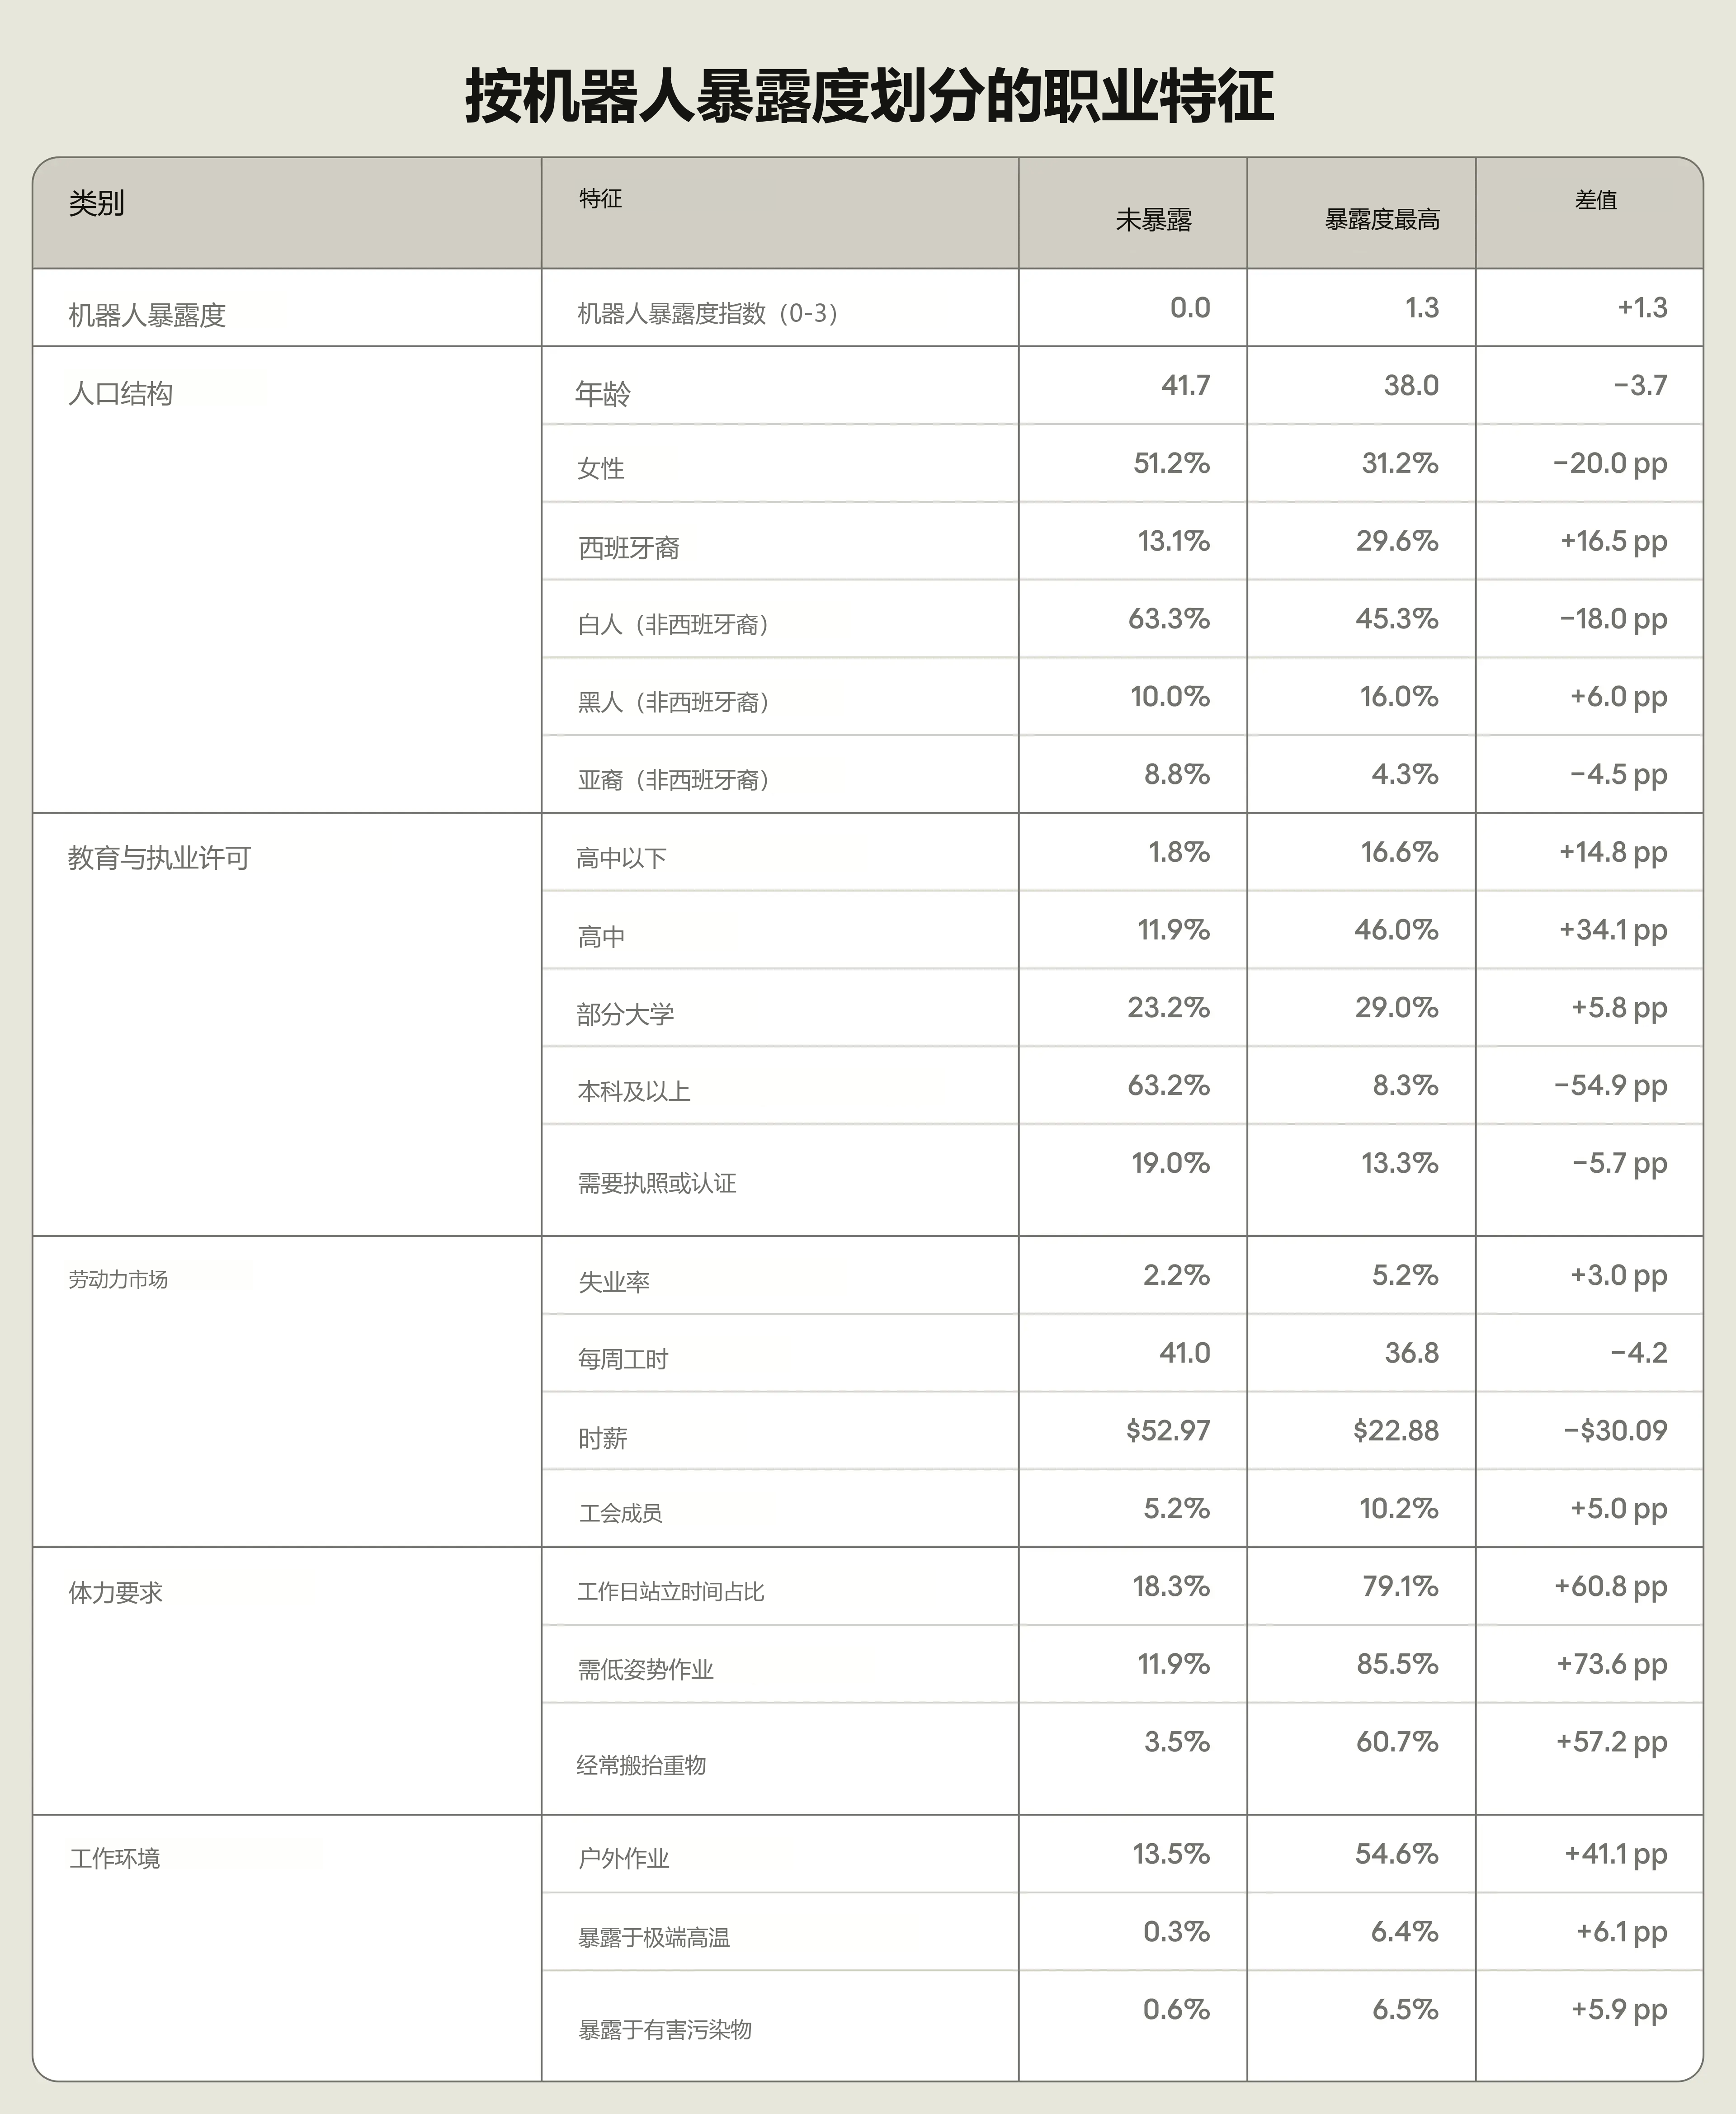 按机器人暴露度划分的职业特征
类别 特征 未暴露 暴露度最高 差值
机器人暴露度 机器人暴露度指数（0-3） 0.0 1.3 +1.3
人口结构 年龄 41.7 38.0 −3.7
女性 51.2% 31.2% −20.0 pp
西班牙裔 13.1% 29.6% +16.5 pp
白人（非西班牙裔） 63.3% 45.3% −18.0 pp
黑人（非西班牙裔） 10.0% 16.0% +6.0 pp
亚裔（非西班牙裔） 8.8% 4.3% −4.5 pp
教育与执业许可 高中以下 1.8% 16.6% +14.8 pp
高中 11.9% 46.0% +34.1 pp
部分大学 23.2% 29.0% +5.8 pp
本科及以上 63.2% 8.3% −54.9 pp
需要执照或认证 19.0% 13.3% −5.7 pp
劳动力市场 失业率 2.2% 5.2% +3.0 pp
每周工时 41.0 36.8 −4.2
时薪 $52.97 $22.88 −$30.09
工会成员 5.2% 10.2% +5.0 pp
体力要求 工作日站立时间占比 18.3% 79.1% +60.8 pp
需低姿势作业 11.9% 85.5% +73.6 pp
经常搬抬重物 3.5% 60.7% +57.2 pp
工作环境 户外作业 13.5% 54.6% +41.1 pp
暴露于极端高温 0.3% 6.4% +6.1 pp
暴露于有害污染物 0.6% 6.5% +5.9 pp